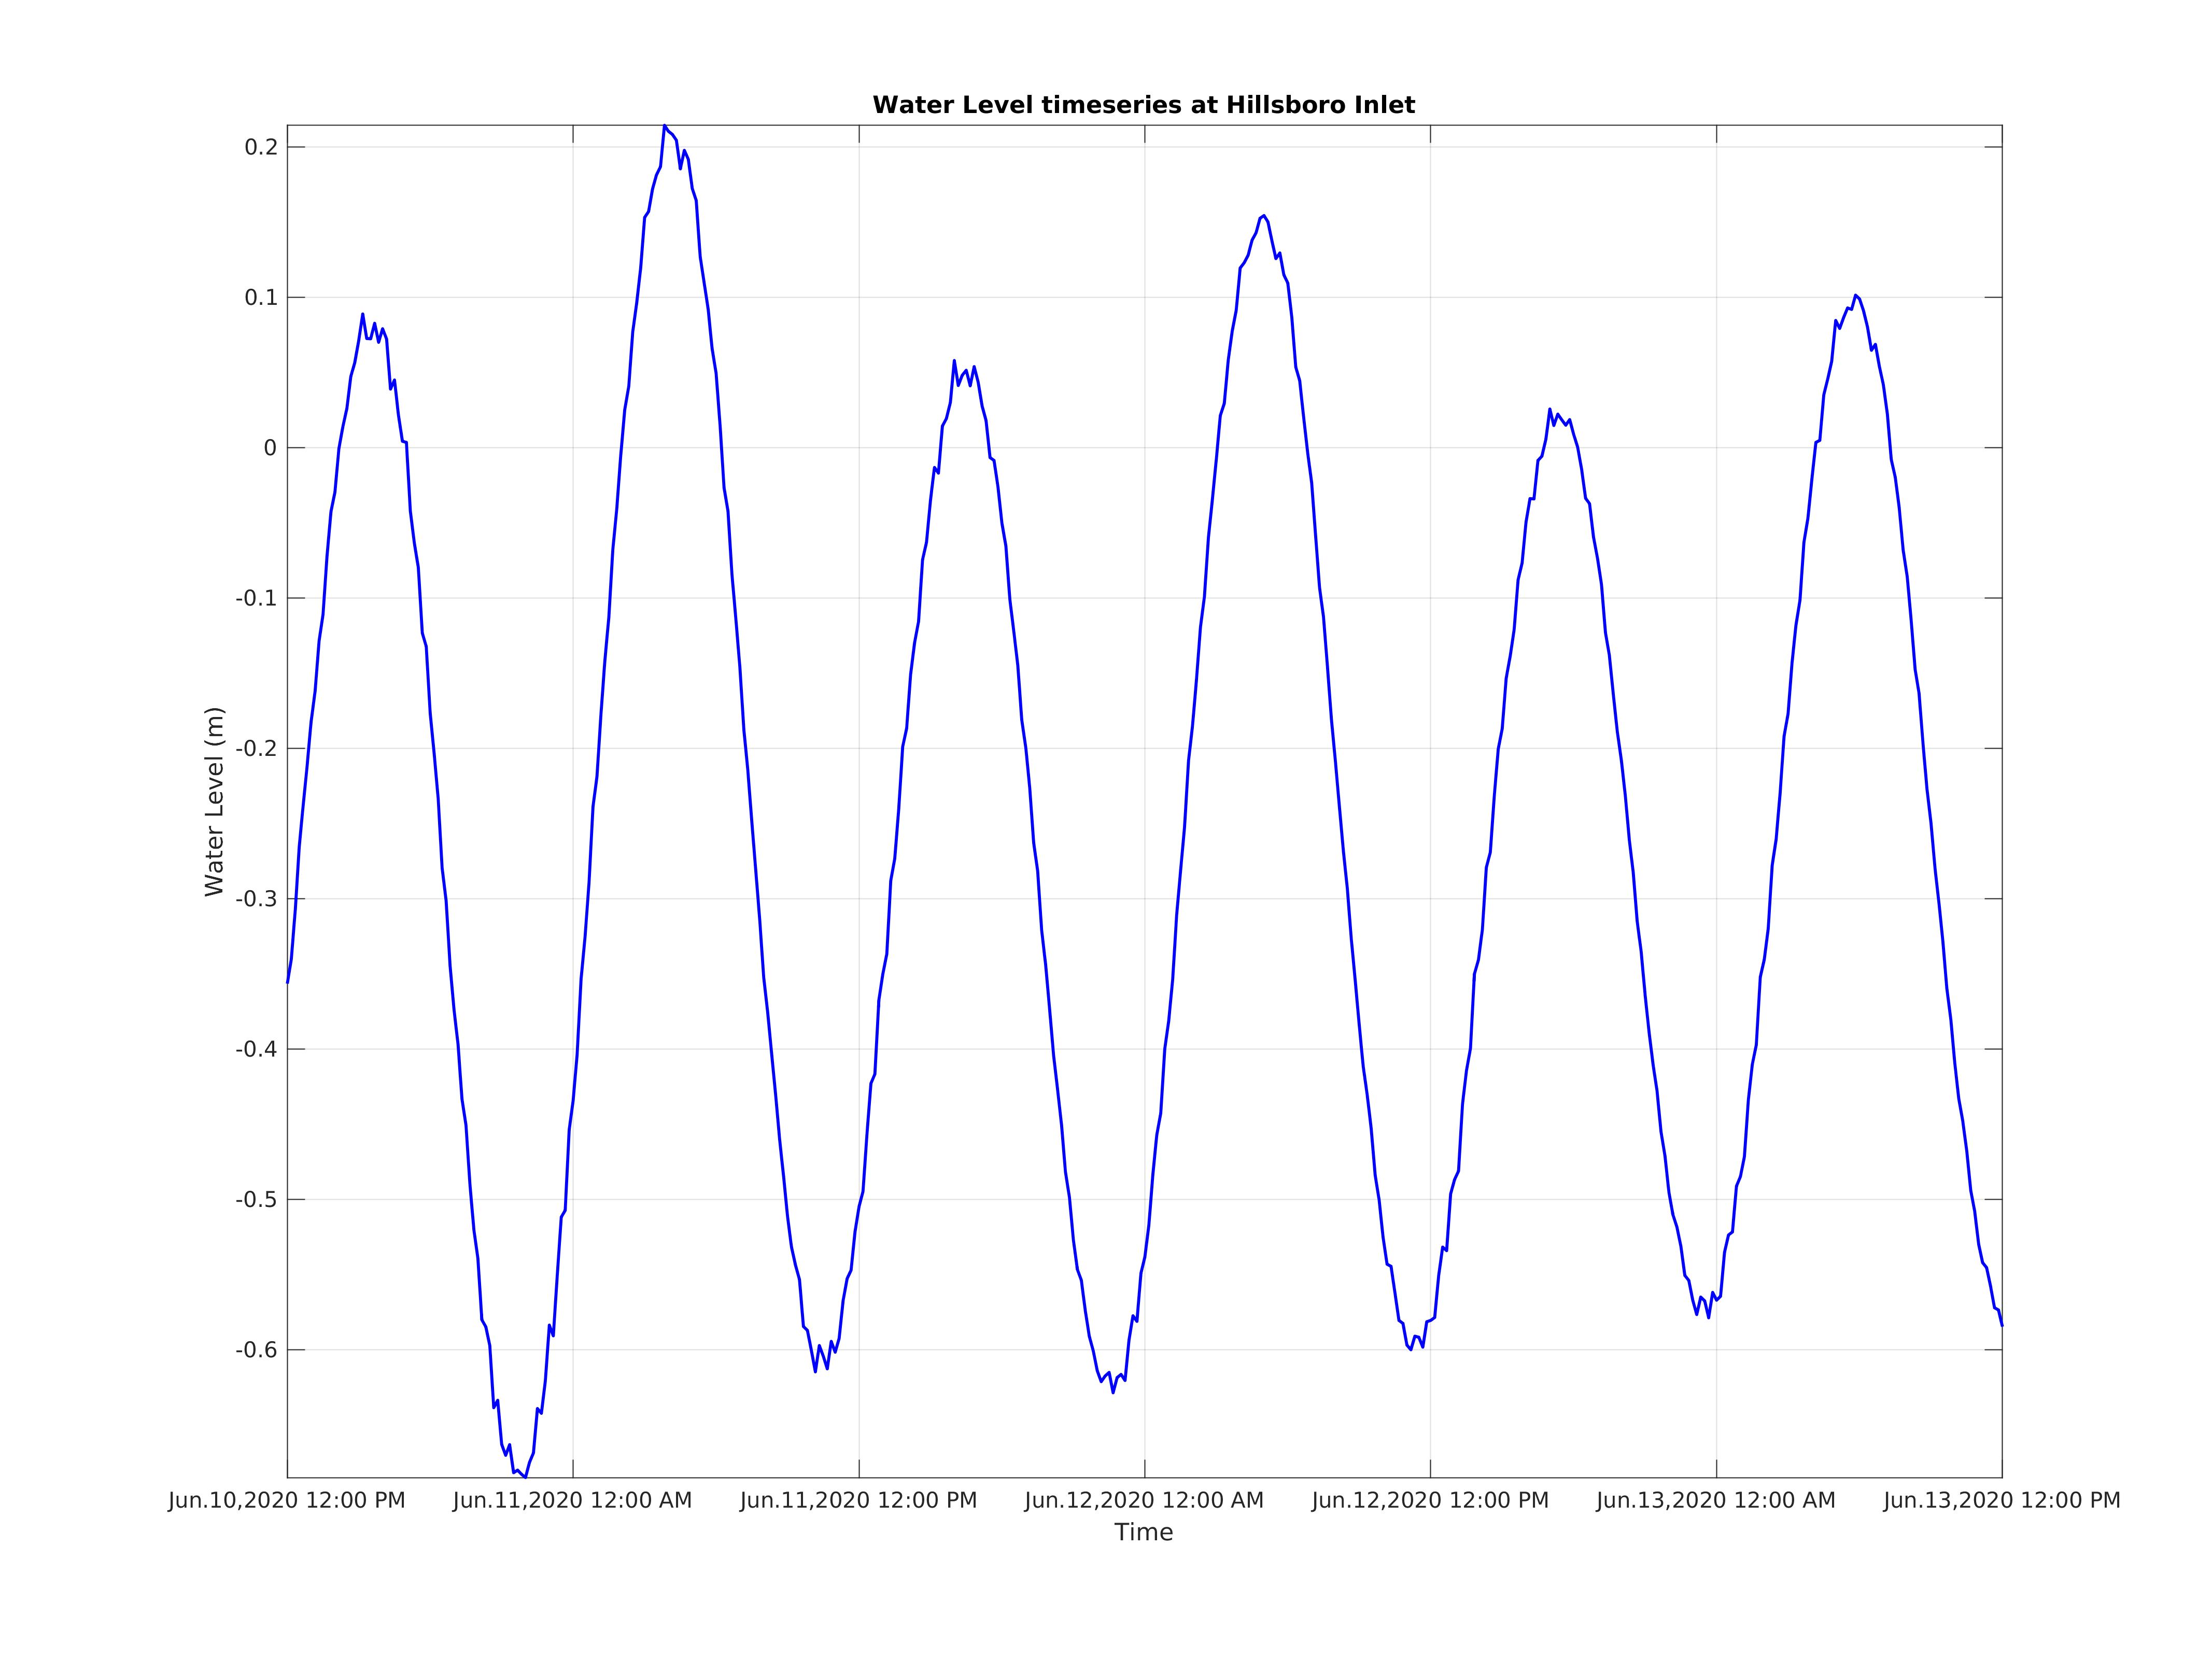 Water Level timeseries at Hillsboro Inlet
0.2
0.1
0
-0.1
-0.2
-0.3
-0.4
-0.5
-0.6
Water Level (m)
Jun.10,2020 12:00 PM Jun.11,2020 12:00 AM Jun.11,2020 12:00 PM Jun.12,2020 12:00 AM Jun.12,2020 12:00 PM Jun.13,2020 12:00 AM Jun.13,2020 12:00 PM
Time